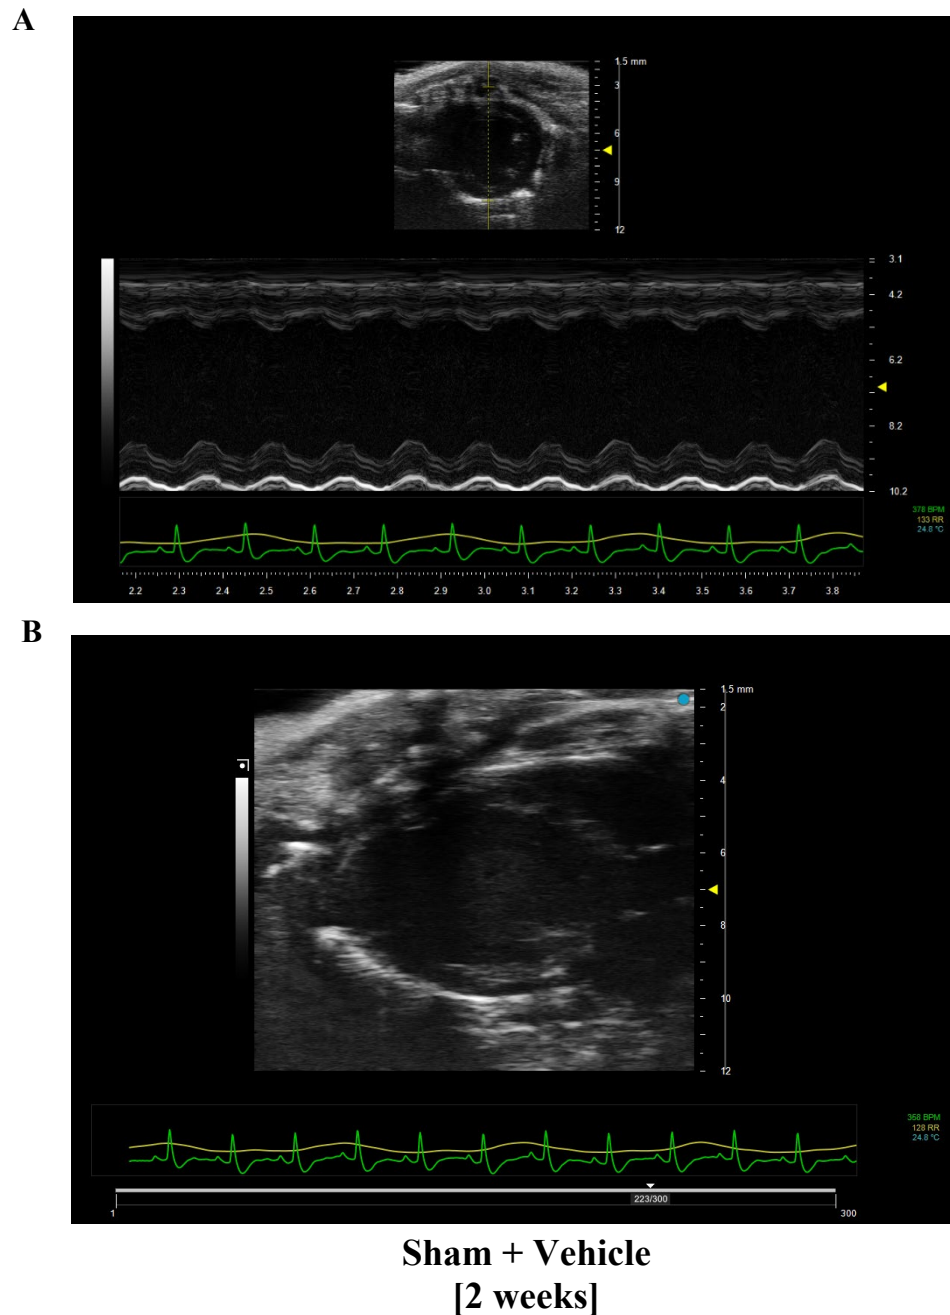 A
1.5 mm
3
6
9
12
3.1
4.2
6.2
8.2
10.2
378 BPM
133 RR
24.8 °C
2.2 2.3 2.4 2.5 2.6 2.7 2.8 2.9 3.0 3.1 3.2 3.3 3.4 3.5 3.6 3.7 3.8
B
1.5 mm
2
4
6
8
10
12
368 BPM
128 RR
24.8 °C
223/300
1 300
Sham + Vehicle
[2 weeks]